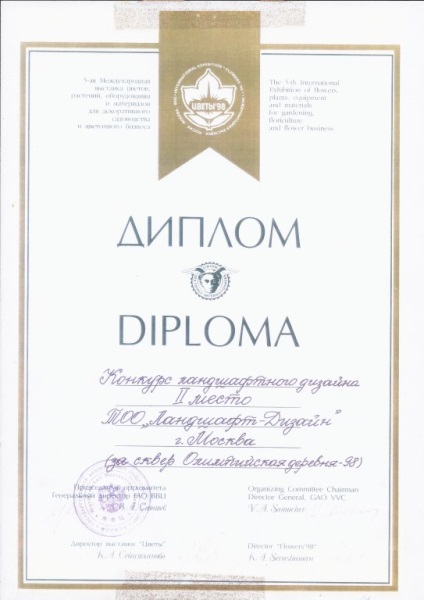 5-ая Международная
выставка цветов,
растений, оборудования
и материалов
для декоративного
садоводства
и цветочного бизнеса
ЦВЕТЫ'98
The 5-th International
Exhibition of flowers,
plants, equipment
and materials
for gardening,
floriculture
and flower business
ДИПЛОМ
DIPLOMA
Конкурс ландшафтного дизайна
II место
ТОО „Ландшафт-Дизайн"
г. Москва
(за сквер Олимпийская деревня-98)
Председатель оргкомитета
Генеральный директор ГАО ВВЦ
Organizing Committee Chairman
Director General, GAO VVC
V.A.
Директор выставки "Цветы"
К.А.
Director "Flowers'98"
K.A.